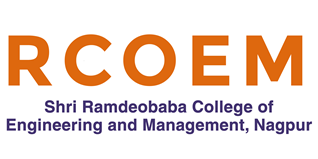 RCOEM
Shri Ramdeobaba College of
Engineering and Management, Nagpur